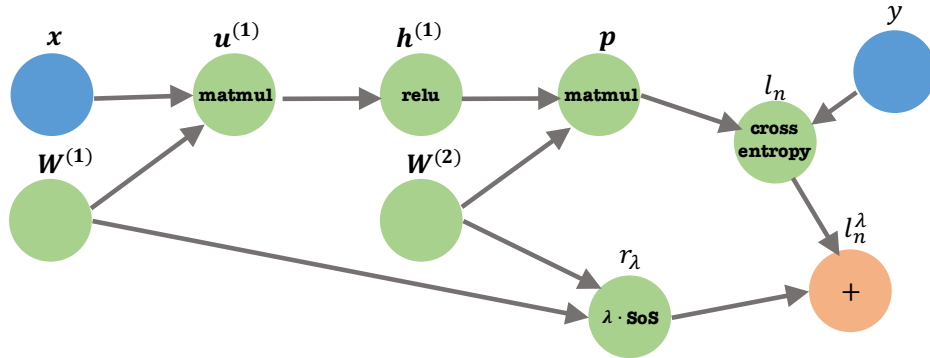 x
u^(1)
h^(1)
p
y
matmul
relu
matmul
l_n
cross
entropy
W^(1)
W^(2)
l_n^λ
r_λ
λ · SoS
+